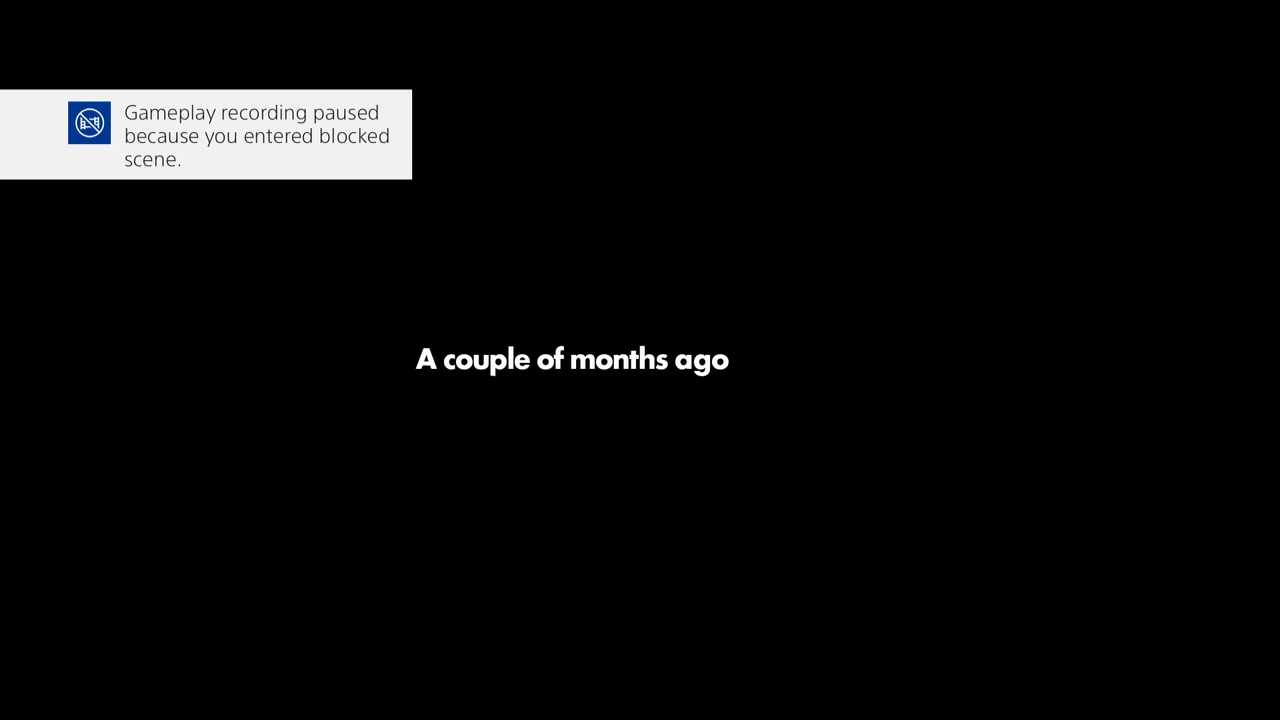 Gameplay recording paused
because you entered blocked
scene.
A couple of months ago